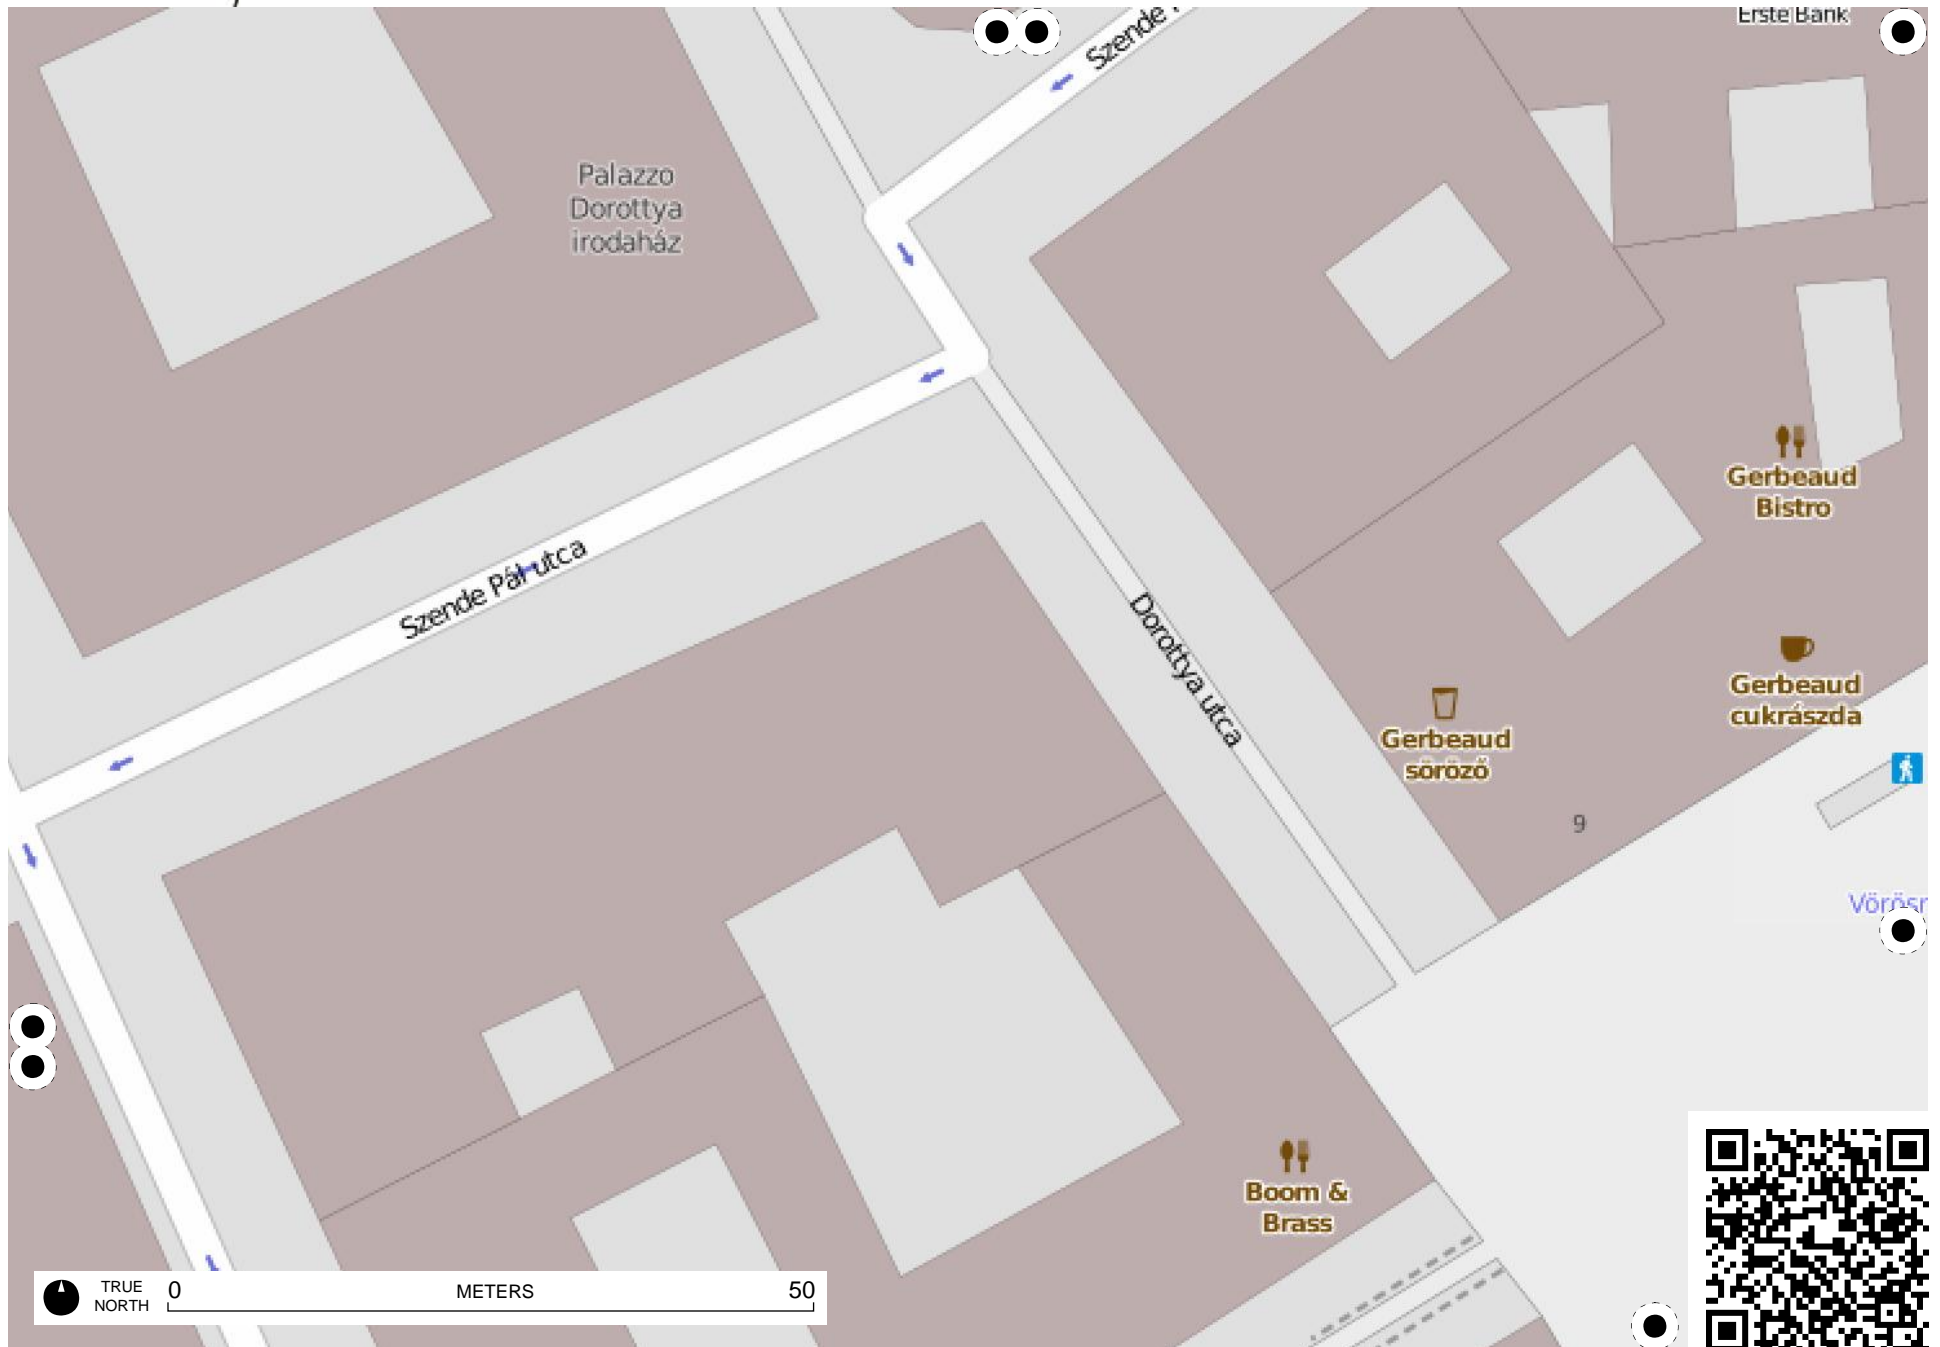 Erste Bank
Szende
Palazzo
Dorottya
irodaház
Gerbeaud
Bistro
Szende Pál utca
Dorottya utca
Gerbeaud
cukrászda
Gerbeaud
söröző
9
Boom &
Brass
TRUE
NORTH
0
METERS
50